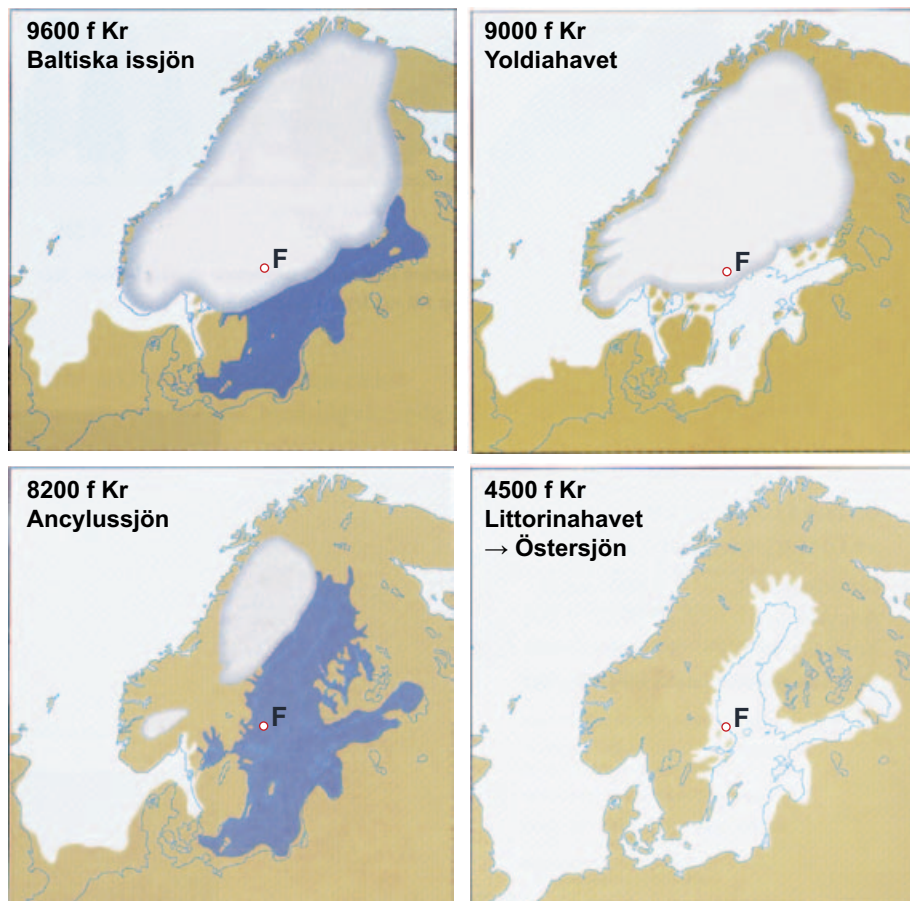 9600 f Kr
Baltiska issjön
F
9000 f Kr
Yoldiahavet
F
8200 f Kr
Ancylussjön
F
4500 f Kr
Littorinahavet
→ Östersjön
F